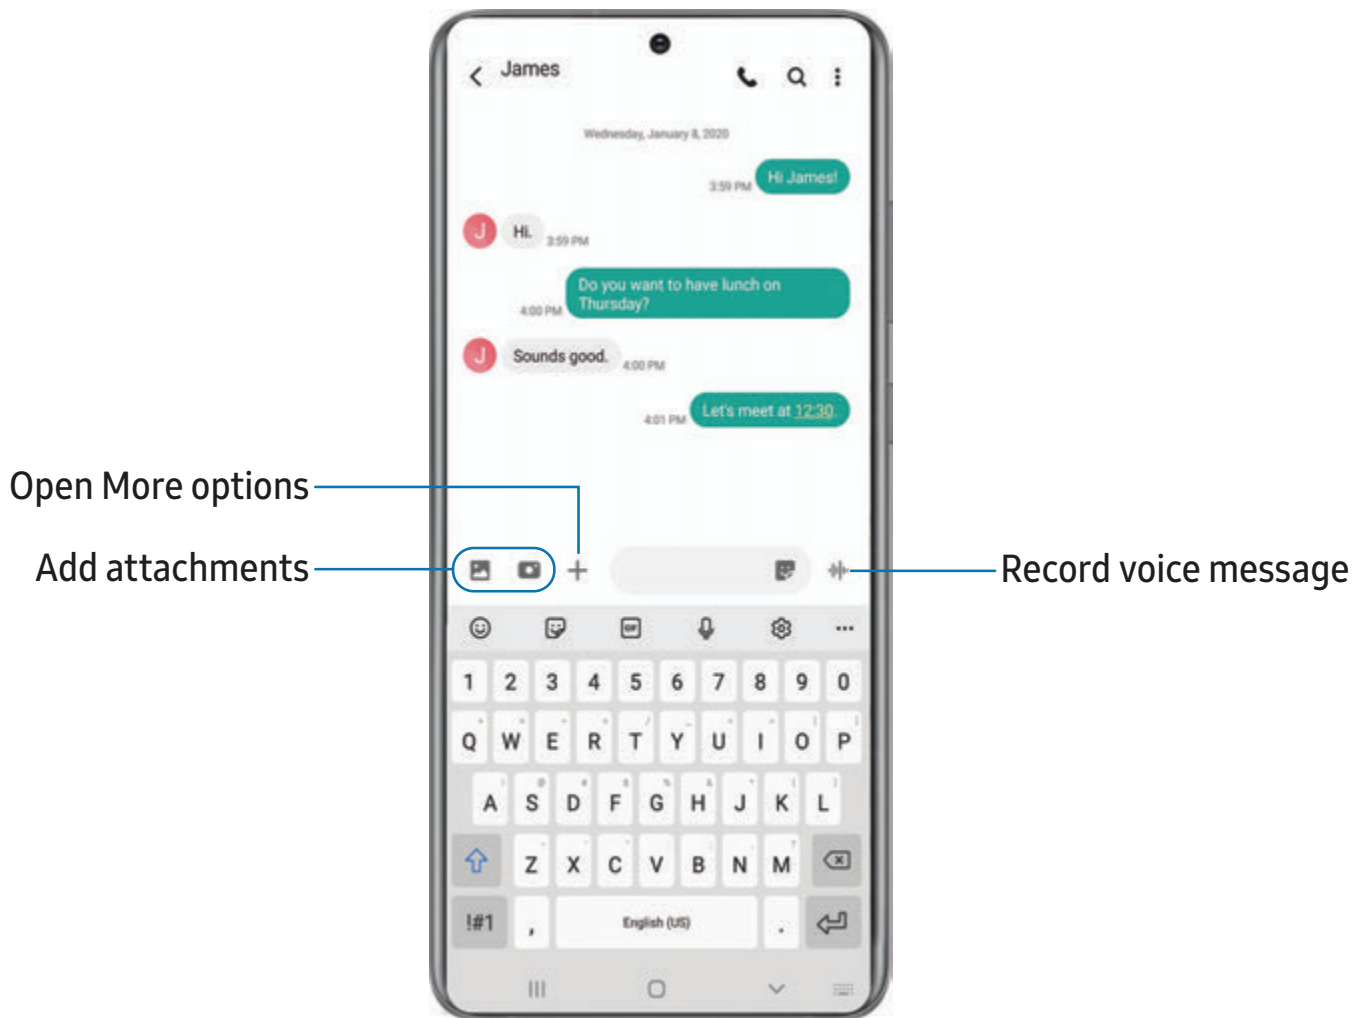 James
Wednesday, January 8, 2020
3:59 PM Hi James!
J Hi. 3:59 PM
Do you want to have lunch on
4:00 PM Thursday?
J Sounds good. 4:00 PM
4:01 PM Let's meet at 12:30.
Open More options
Add attachments
Record voice message
GIF
1 2 3 4 5 6 7 8 9 0
Q W E R T Y U I O P
A S D F G H J K L
Z X C V B N M
!#1 , English (US) .